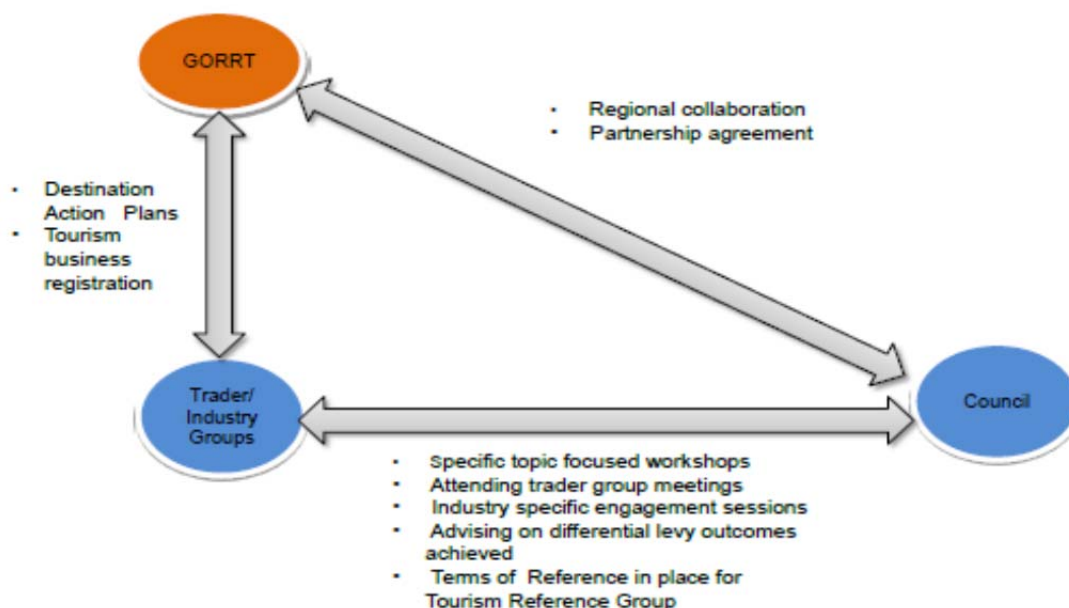 GORRT
• Regional collaboration
• Partnership agreement
• Destination
Action Plans
• Tourism
business
registration
Trader/
Industry
Groups
Council
• Specific topic focused workshops
• Attending trader group meetings
• Industry specific engagement sessions
• Advising on differential levy outcomes
achieved
• Terms of Reference in place for
Tourism Reference Group